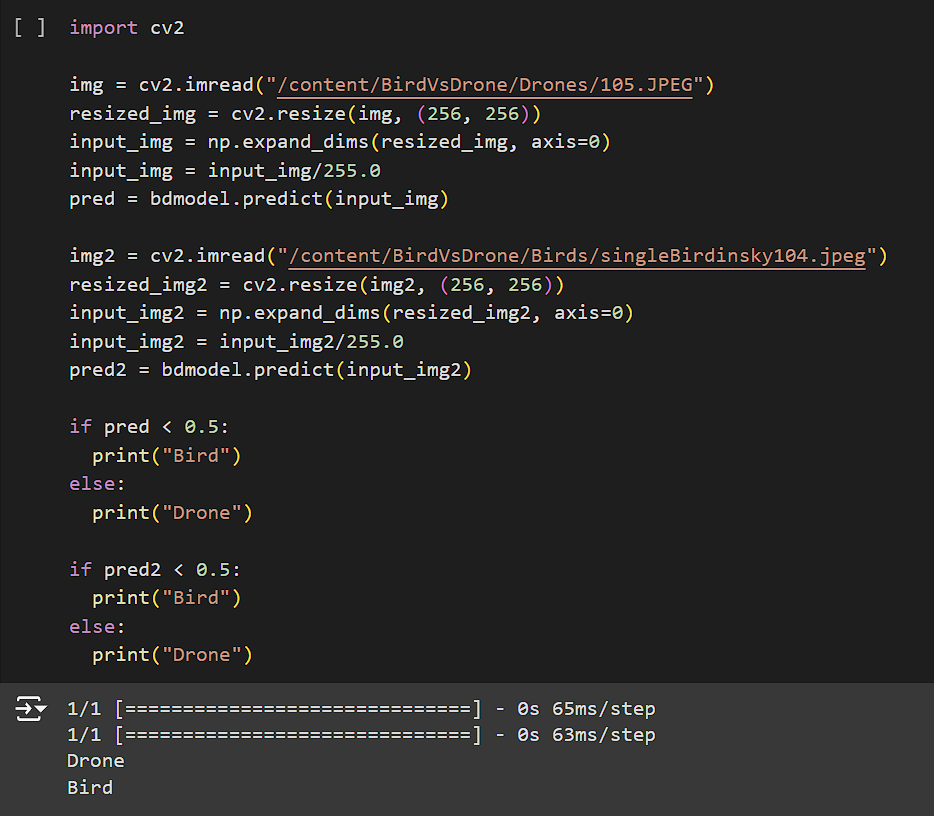 [ ] import cv2
img = cv2.imread("/content/BirdVsDrone/Drones/105.JPEG")
resized_img = cv2.resize(img, (256, 256))
input_img = np.expand_dims(resized_img, axis=0)
input_img = input_img/255.0
pred = bdmodel.predict(input_img)
img2 = cv2.imread("/content/BirdVsDrone/Birds/singleBirdinsky104.jpeg")
resized_img2 = cv2.resize(img2, (256, 256))
input_img2 = np.expand_dims(resized_img2, axis=0)
input_img2 = input_img2/255.0
pred2 = bdmodel.predict(input_img2)
if pred < 0.5:
  print("Bird")
else:
  print("Drone")
if pred2 < 0.5:
  print("Bird")
else:
  print("Drone")
1/1 [==============================] - 0s 65ms/step
1/1 [==============================] - 0s 63ms/step
Drone
Bird